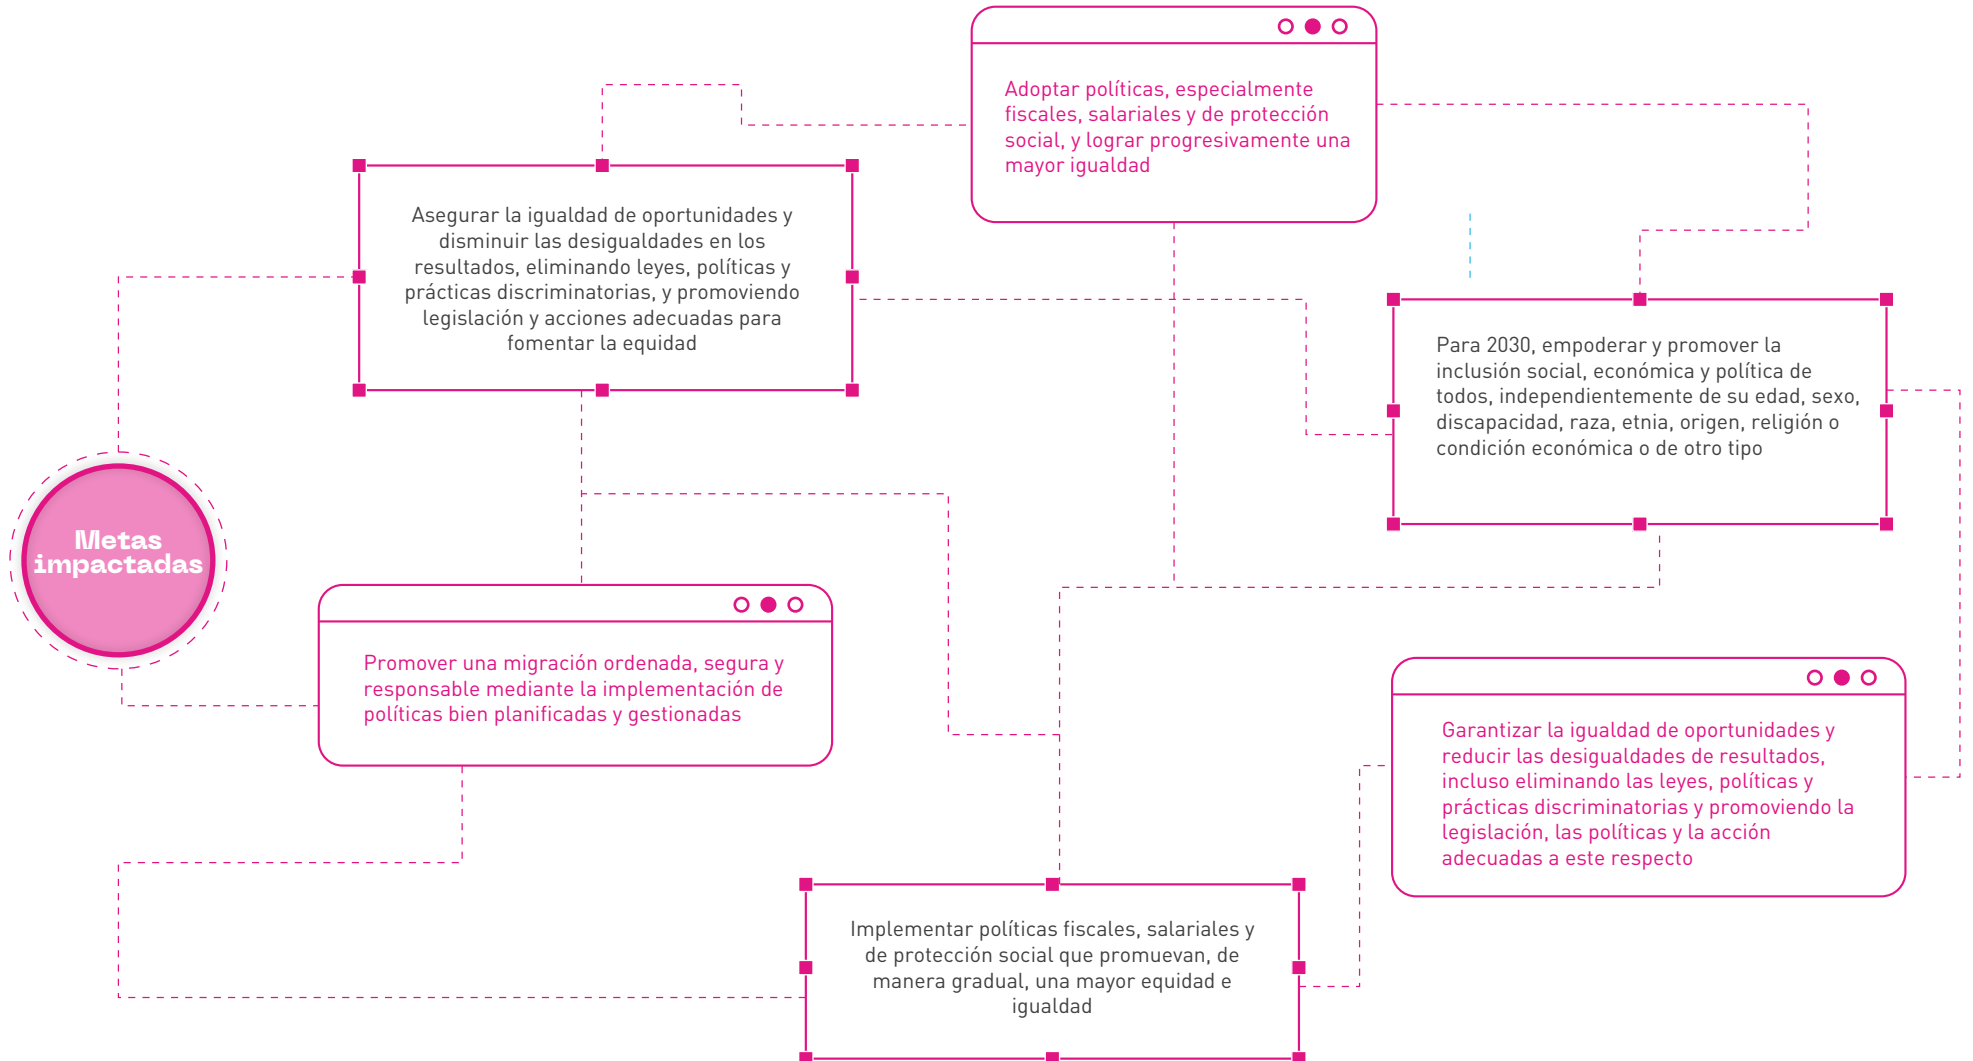 Adoptar políticas, especialmente
fiscales, salariales y de protección
social, y lograr progresivamente una
mayor igualdad
Asegurar la igualdad de oportunidades y
disminuir las desigualdades en los
resultados, eliminando leyes, políticas y
prácticas discriminatorias, y promoviendo
legislación y acciones adecuadas para
fomentar la equidad
Para 2030, empoderar y promover la
inclusión social, económica y política de
todos, independientemente de su edad, sexo,
discapacidad, raza, etnia, origen, religión o
condición económica o de otro tipo
Metas
impactadas
Promover una migración ordenada, segura y
responsable mediante la implementación de
políticas bien planificadas y gestionadas
Garantizar la igualdad de oportunidades y
reducir las desigualdades de resultados,
incluso eliminando las leyes, políticas y
prácticas discriminatorias y promoviendo la
legislación, las políticas y la acción
adecuadas a este respecto
Implementar políticas fiscales, salariales y
de protección social que promuevan, de
manera gradual, una mayor equidad e
igualdad